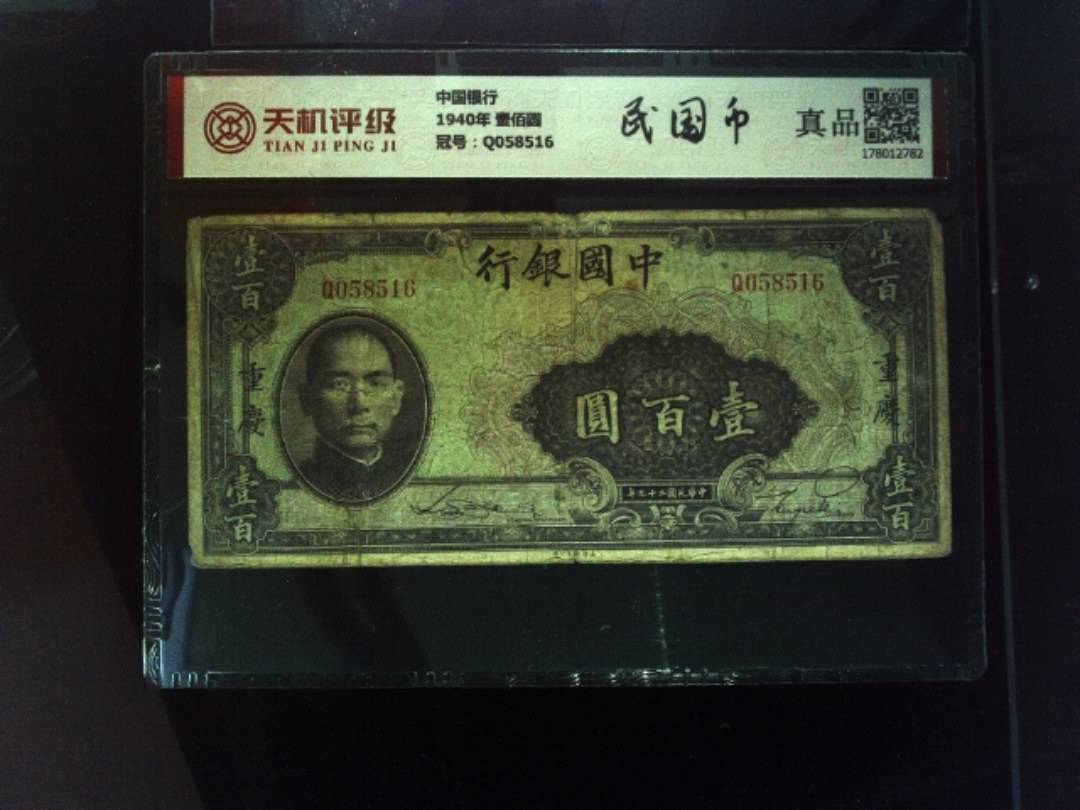 天机评级
TIAN JI PING JI
中国银行
1940年 壹佰圆
冠号：Q058516
民国币
真品
178012782
行銀國中
Q058516
Q058516
壹百
壹百
重慶
重慶
圓百壹
年九十二國民華中
壹百
壹百